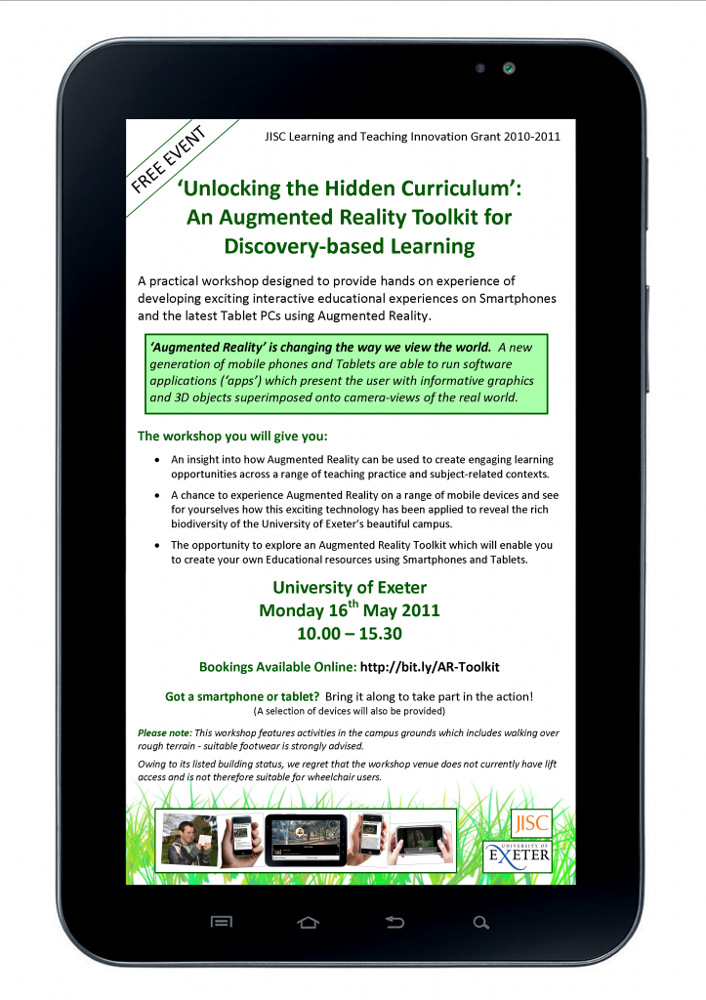 FREE EVENT
JISC Learning and Teaching Innovation Grant 2010-2011
‘Unlocking the Hidden Curriculum’:
An Augmented Reality Toolkit for
Discovery-based Learning
A practical workshop designed to provide hands on experience of
developing exciting interactive educational experiences on Smartphones
and the latest Tablet PCs using Augmented Reality.
‘Augmented Reality’ is changing the way we view the world. A new
generation of mobile phones and Tablets are able to run software
applications (‘apps’) which present the user with informative graphics
and 3D objects superimposed onto camera-views of the real world.
The workshop you will give you:
• An insight into how Augmented Reality can be used to create engaging learning
opportunities across a range of teaching practice and subject-related contexts.
• A chance to experience Augmented Reality on a range of mobile devices and see
for yourselves how this exciting technology has been applied to reveal the rich
biodiversity of the University of Exeter’s beautiful campus.
• The opportunity to explore an Augmented Reality Toolkit which will enable you
to create your own Educational resources using Smartphones and Tablets.
University of Exeter
Monday 16th May 2011
10.00 – 15.30
Bookings Available Online: http://bit.ly/AR-Toolkit
Got a smartphone or tablet? Bring it along to take part in the action!
(A selection of devices will also be provided)
Please note: This workshop features activities in the campus grounds which includes walking over
rough terrain - suitable footwear is strongly advised.
Owing to its listed building status, we regret that the workshop venue does not currently have lift
access and is not therefore suitable for wheelchair users.
JISC
UNIVERSITY OF
EXETER